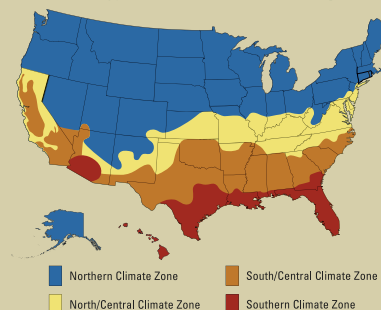 Northern Climate Zone
South/Central Climate Zone
North/Central Climate Zone
Southern Climate Zone